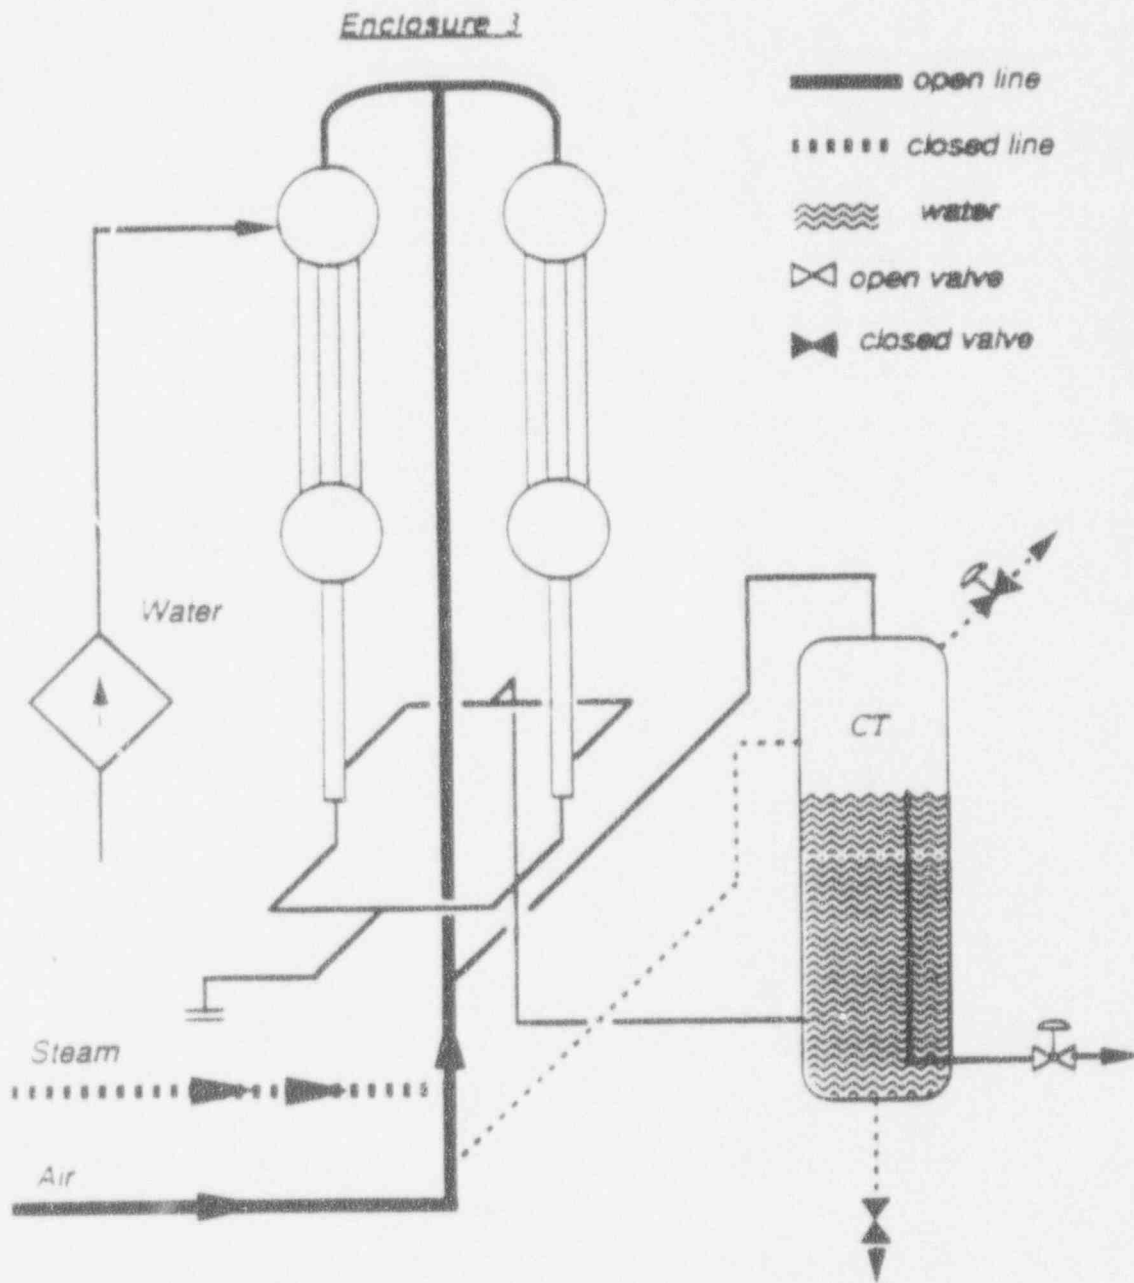 Enclosure 3
open line
closed line
water
open valve
closed valve
Water
CT
Steam
Air